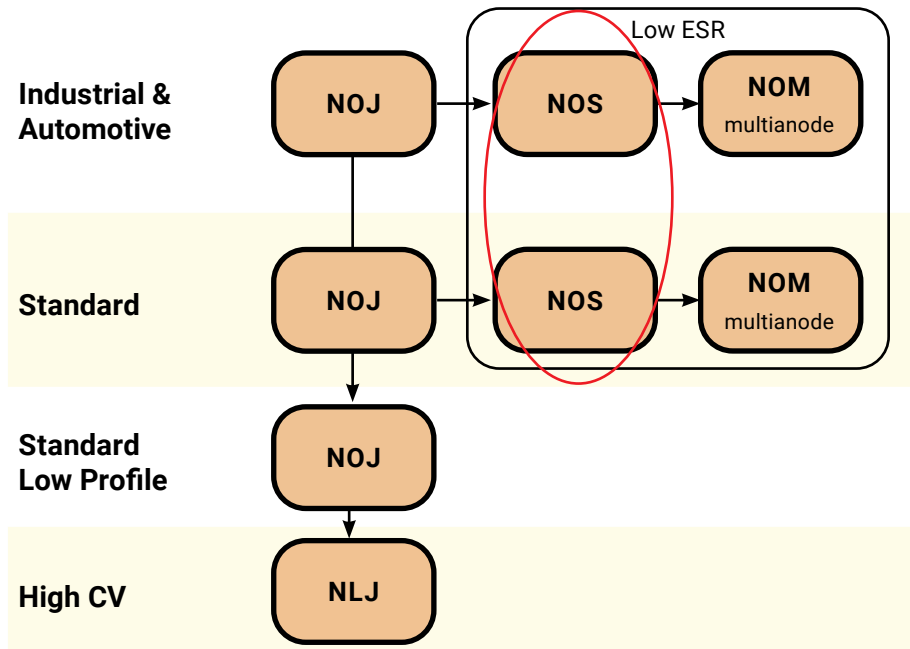 Low ESR
Industrial &
Automotive
NOJ
NOS
NOM
multianode
Standard
NOJ
NOS
NOM
multianode
Standard
Low Profile
NOJ
High CV
NLJ